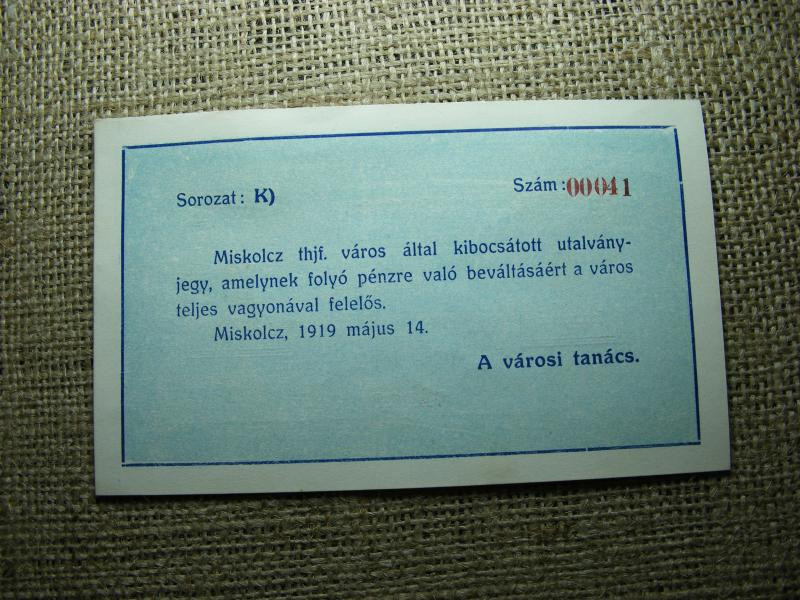 Sorozat: K)
Szám: 00041
Miskolcz thjf. város által kibocsátott utalvány-
jegy, amelynek folyó pénzre való beváltásáért a város
teljes vagyonával felelős.
Miskolcz, 1919 május 14.
A városi tanács.